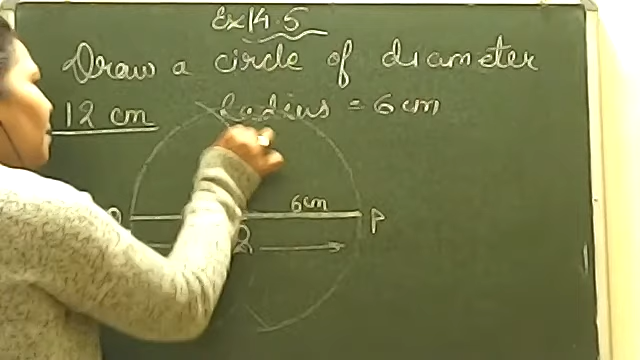 Ex 14.5
Draw a circle of diameter
12 cm Radius = 6 cm
6cm
P